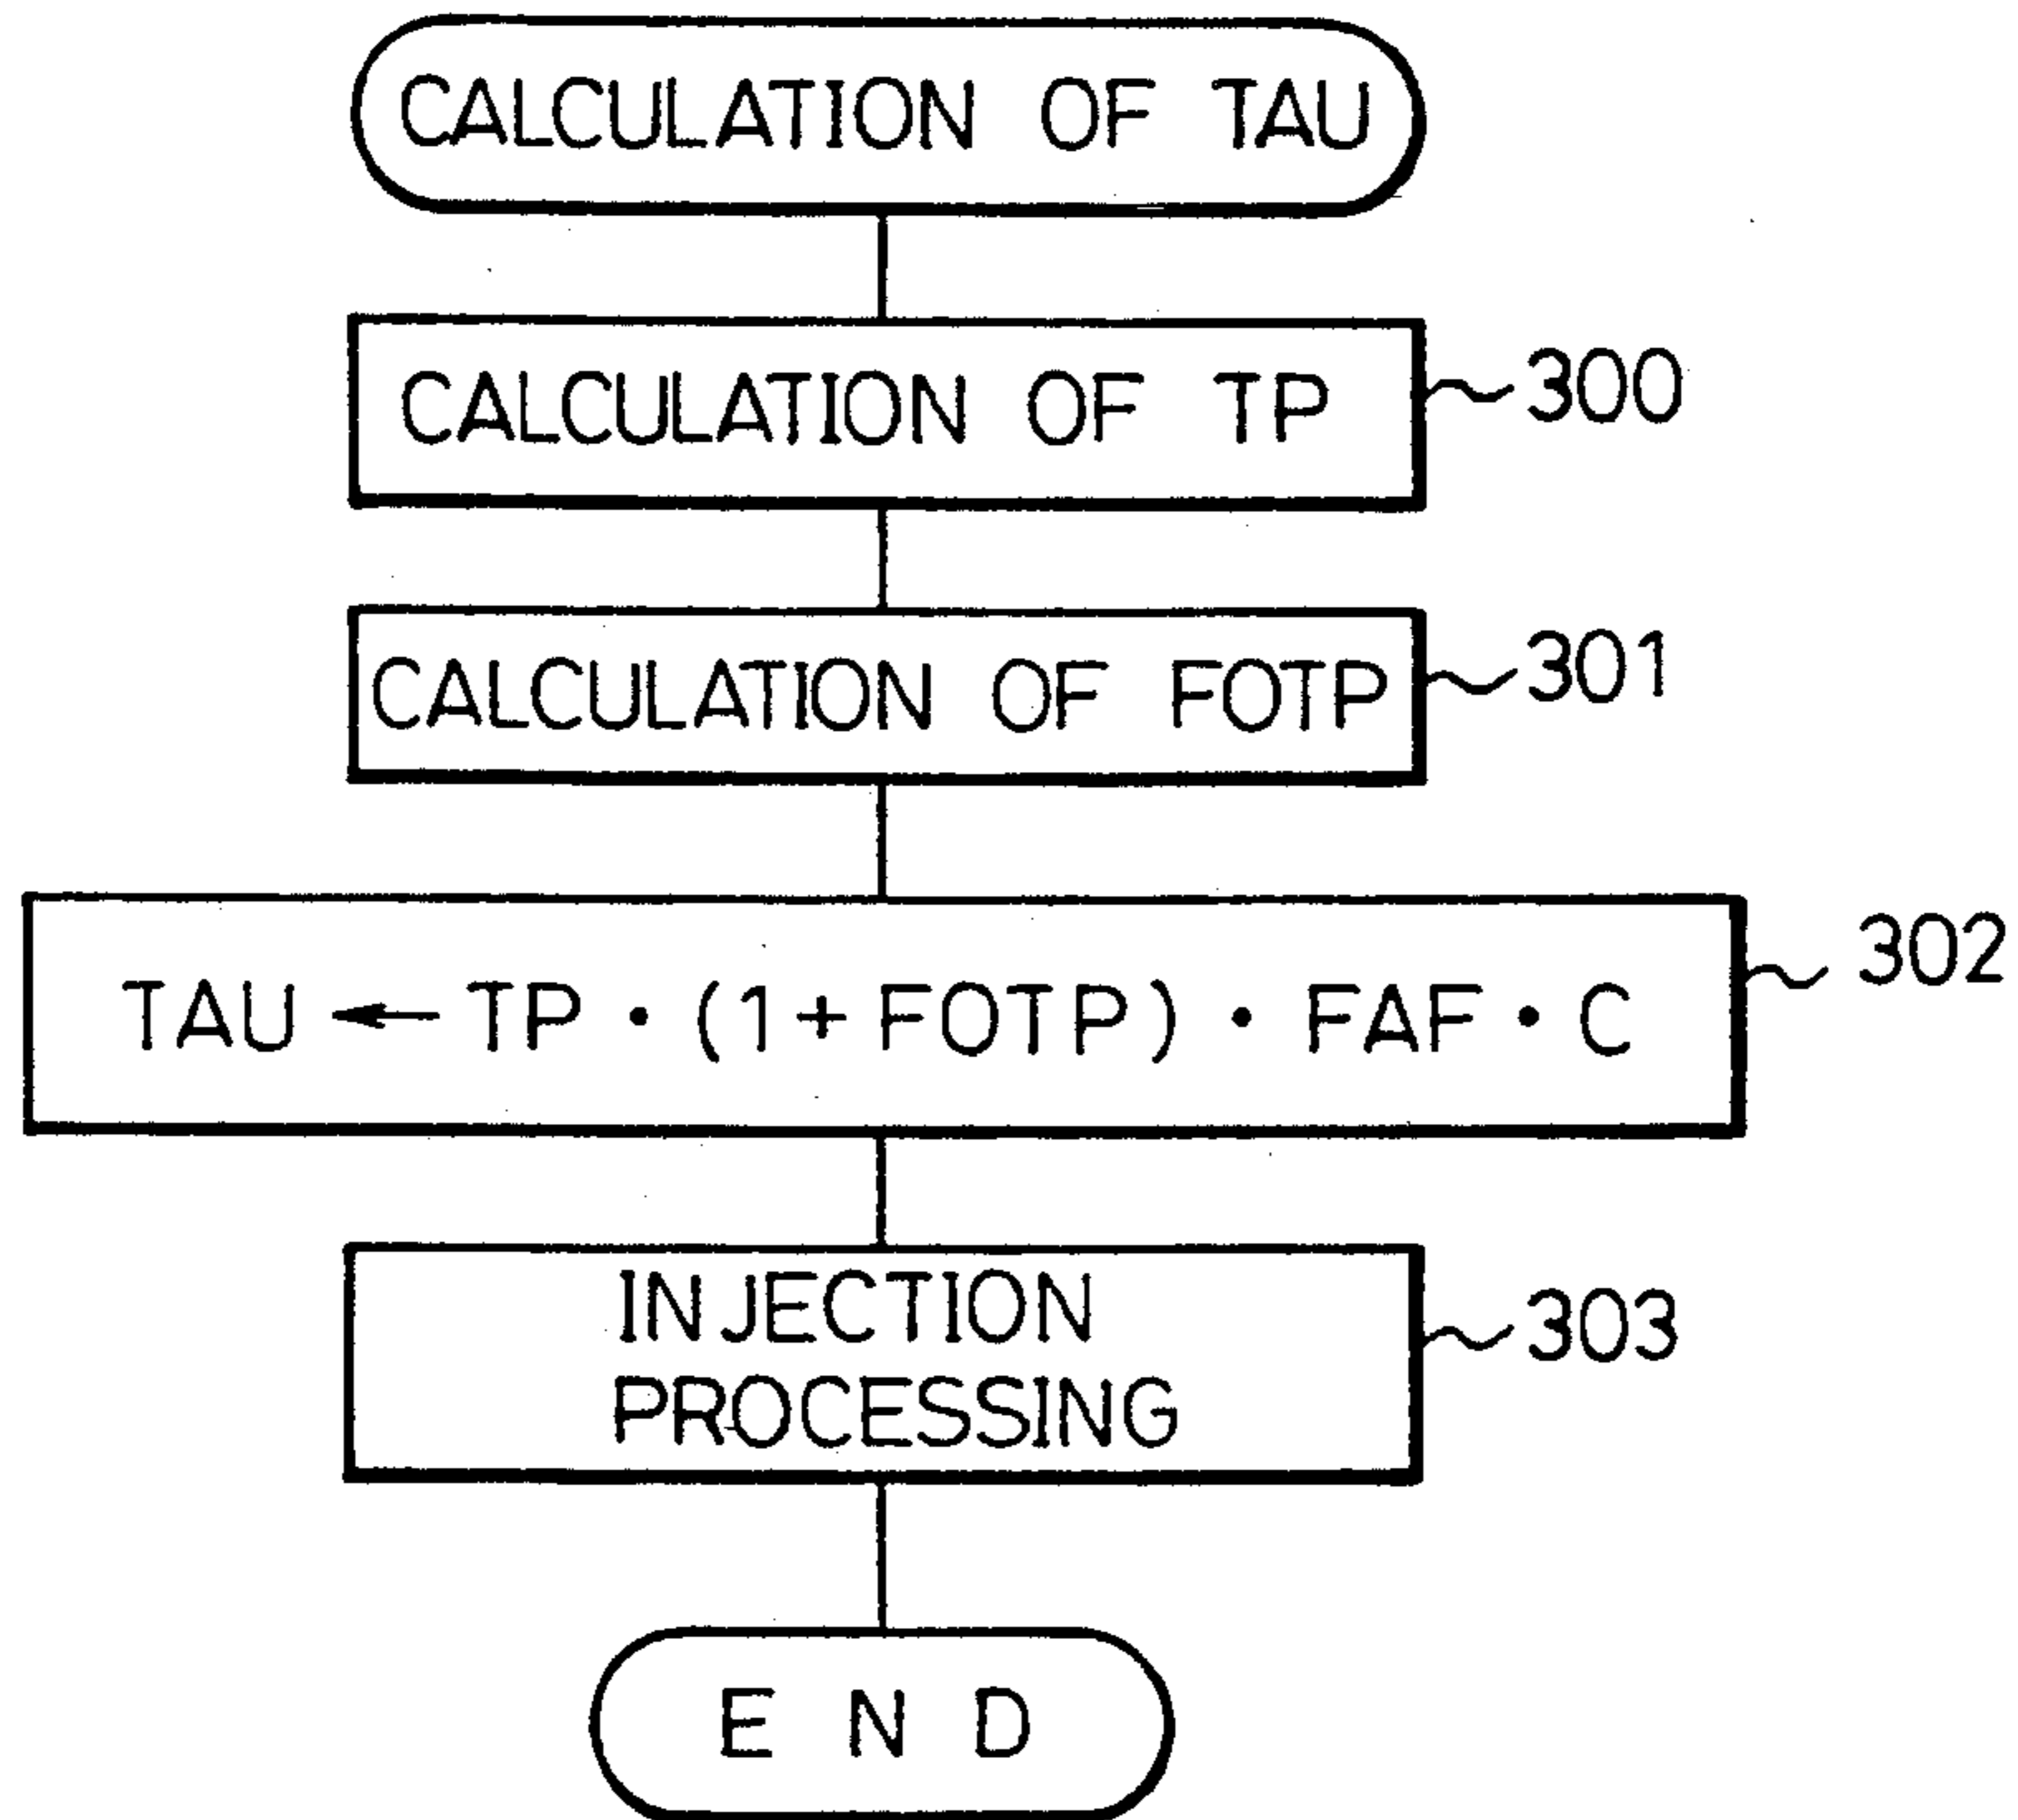 CALCULATION OF TAU
CALCULATION OF TP
300
CALCULATION OF FOTP
301
302
TAU ← TP · (1 + FOTP) · FAF · C
INJECTION
303
PROCESSING
END